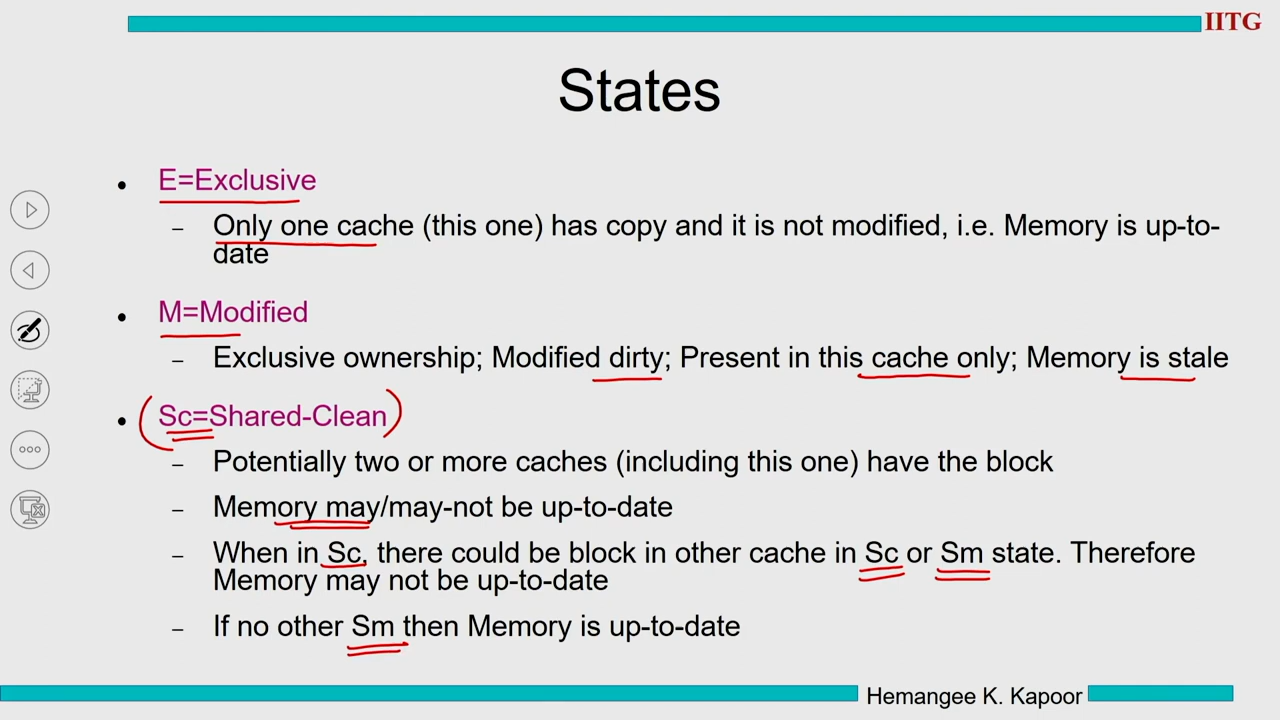 IITG
States
• E=Exclusive
– Only one cache (this one) has copy and it is not modified, i.e. Memory is up-to-
date
• M=Modified
– Exclusive ownership; Modified dirty; Present in this cache only; Memory is stale
• Sc=Shared-Clean
– Potentially two or more caches (including this one) have the block
– Memory may/may-not be up-to-date
– When in Sc, there could be block in other cache in Sc or Sm state. Therefore
Memory may not be up-to-date
– If no other Sm then Memory is up-to-date
Hemangee K. Kapoor